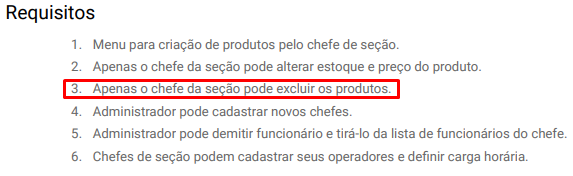 Requisitos
1. Menu para criação de produtos pelo chefe de seção.
2. Apenas o chefe da seção pode alterar estoque e preço do produto.
3. Apenas o chefe da seção pode excluir os produtos.
4. Administrador pode cadastrar novos chefes.
5. Administrador pode demitir funcionário e tirá-lo da lista de funcionários do chefe.
6. Chefes de seção podem cadastrar seus operadores e definir carga horária.